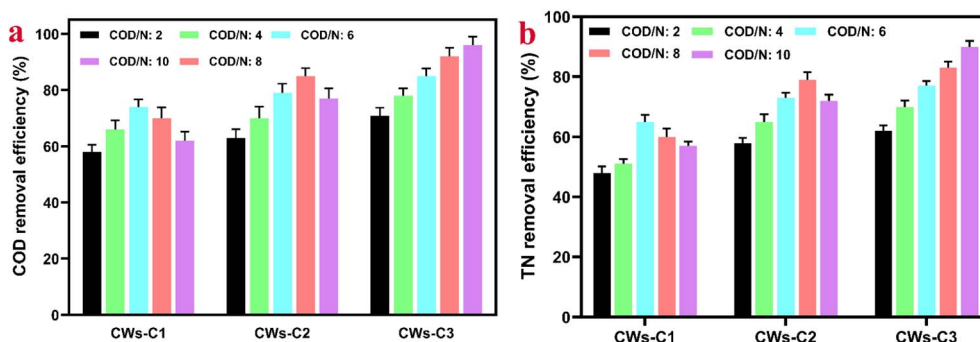 a
COD removal efficiency (%)
100
80
60
40
20
0
COD/N: 2
COD/N: 4
COD/N: 6
COD/N: 10
COD/N: 8
CWs-C1
CWs-C2
CWs-C3
b
TN removal efficiency (%)
100
80
60
40
20
0
COD/N: 2
COD/N: 4
COD/N: 6
COD/N: 8
COD/N: 10
CWs-C1
CWs-C2
CWs-C3